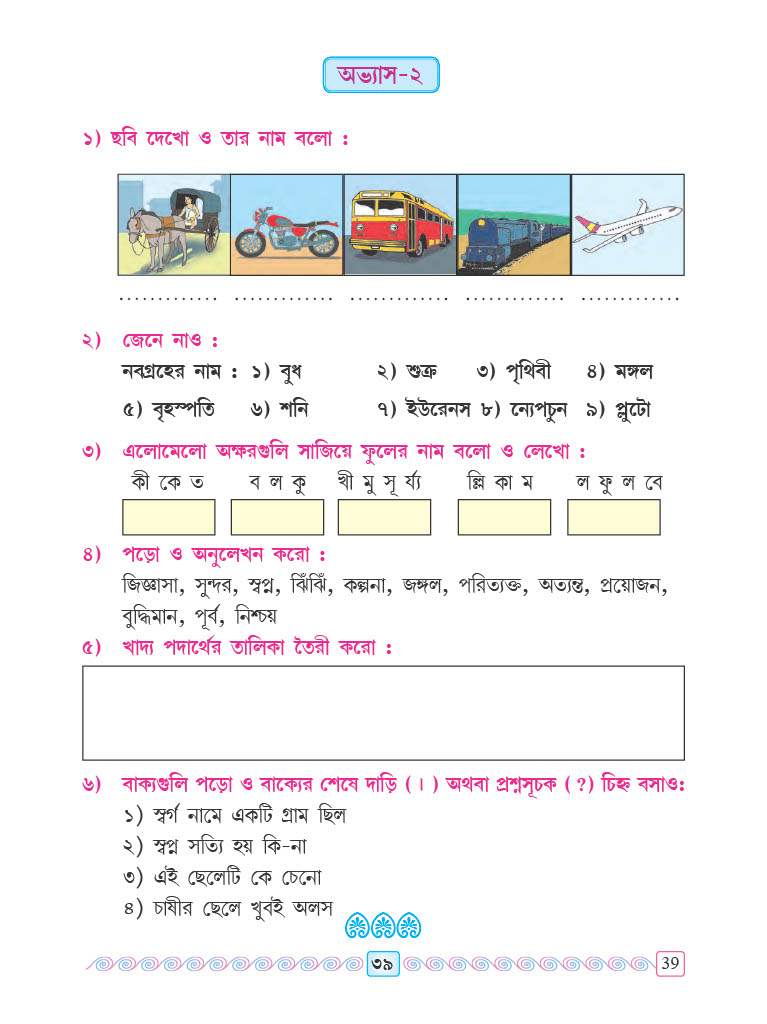 অভ্যাস-২
১) ছবি দেখো ও তার নাম বলো :
............. ............. ............. ............. .............
২) জেনে নাও :
নবগ্রহের নাম : ১) বুধ ২) শুক্র ৩) পৃথিবী ৪) মঙ্গল
৫) বৃহস্পতি ৬) শনি ৭) ইউরেনস ৮) নেপচুন ৯) প্লুটো
৩) এলোমেলো অক্ষরগুলি সাজিয়ে ফুলের নাম বলো ও লেখো :
কী কে ত ব ল কু খী মু সূ র্য্য ল্লি কা ম ল ফু ল বে
৪) পড়ো ও অনুলেখন করো :
জিজ্ঞাসা, সুন্দর, স্বপ্ন, ঝিঁঝিঁ, কল্পনা, জঙ্গল, পরিত্যক্ত, অত্যন্ত, প্রয়োজন,
বুদ্ধিমান, পূর্ব, নিশ্চয়
৫) খাদ্য পদার্থের তালিকা তৈরী করো :
৬) বাক্যগুলি পড়ো ও বাক্যের শেষে দাড়ি (।) অথবা প্রশ্নসূচক (?) চিহ্ন বসাও:
১) স্বর্গ নামে একটি গ্রাম ছিল
২) স্বপ্ন সত্যি হয় কি-না
৩) এই ছেলেটি কে চেনো
৪) চাষীর ছেলে খুবই অলস
৩৯ 39